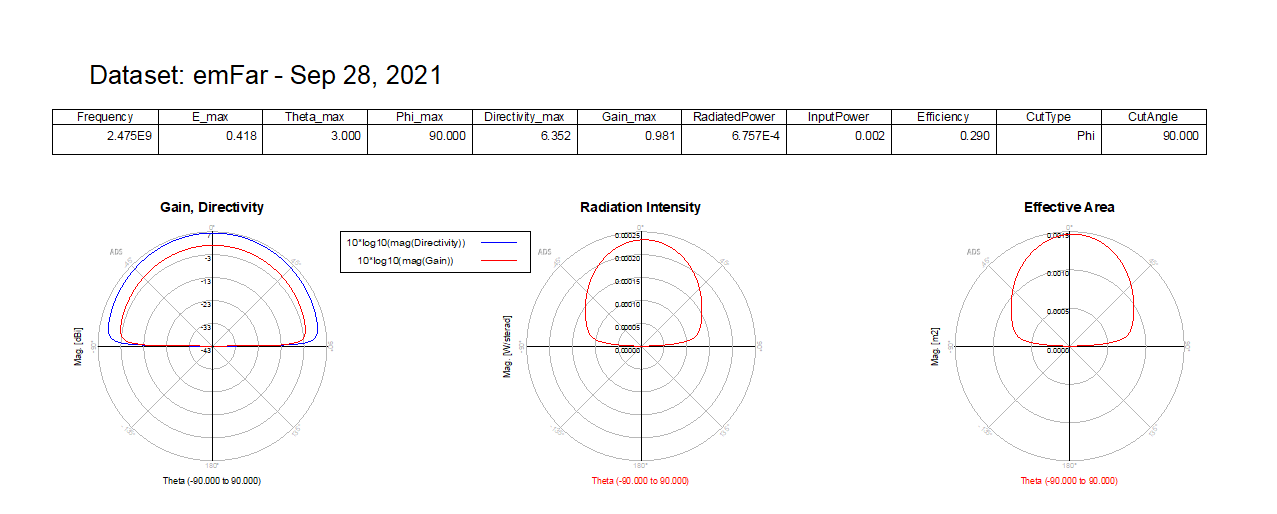 Dataset: emFar - Sep 28, 2021
Frequency E_max Theta_max Phi_max Directivity_max Gain_max RadiatedPower InputPower Efficiency CutType CutAngle
2.475E9 0.418 3.000 90.000 6.352 0.981 6.757E-4 0.002 0.290 Phi 90.000
Gain, Directivity
0°
7
ADS
-45°
45°
-3
-13
-23
-33
-43
Mag. [dBi]
-90°
90°
-135°
135°
180°
Theta (-90.000 to 90.000)
10*log10(mag(Directivity))
10*log10(mag(Gain))
Radiation Intensity
0°
0.00025
ADS
-45°
45°
0.00020
0.00015
0.00010
0.00005
0.00000
Mag. [W/sterad]
-90°
90°
-135°
135°
180°
Theta (-90.000 to 90.000)
Effective Area
0°
0.0015
ADS
-45°
45°
0.0010
0.0005
0.0000
Mag. [m2]
-90°
90°
-135°
135°
180°
Theta (-90.000 to 90.000)